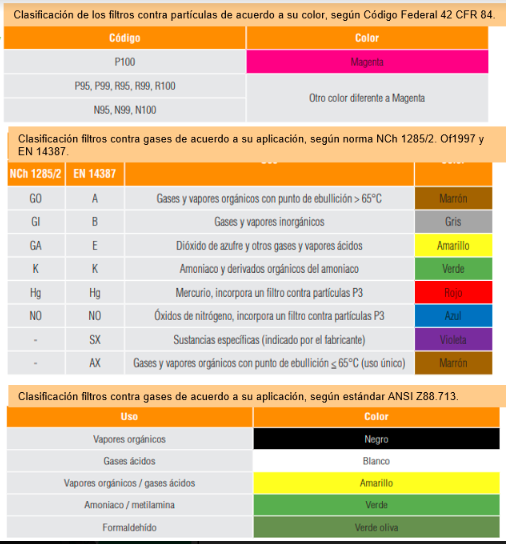 Clasificación de los filtros contra partículas de acuerdo a su color, según Código Federal 42 CFR 84.
Código Color
P100 Magenta
P95, P99, R95, R99, R100 Otro color diferente a Magenta
N95, N99, N100
Clasificación filtros contra gases de acuerdo a su aplicación, según norma NCh 1285/2. Of1997 y
EN 14387.
NCh 1285/2 EN 14387
GO A Gases y vapores orgánicos con punto de ebullición > 65°C Marrón
GI B Gases y vapores inorgánicos Gris
GA E Dióxido de azufre y otros gases y vapores ácidos Amarillo
K K Amoniaco y derivados orgánicos del amoniaco Verde
Hg Hg Mercurio, incorpora un filtro contra partículas P3 Rojo
NO NO Óxidos de nitrógeno, incorpora un filtro contra partículas P3 Azul
- SX Sustancias específicas (indicado por el fabricante) Violeta
- AX Gases y vapores orgánicos con punto de ebullición ≤ 65°C (uso único) Marrón
Clasificación filtros contra gases de acuerdo a su aplicación, según estándar ANSI Z88.713.
Uso Color
Vapores orgánicos Negro
Gases ácidos Blanco
Vapores orgánicos / gases ácidos Amarillo
Amoniaco / metilamina Verde
Formaldehído Verde oliva